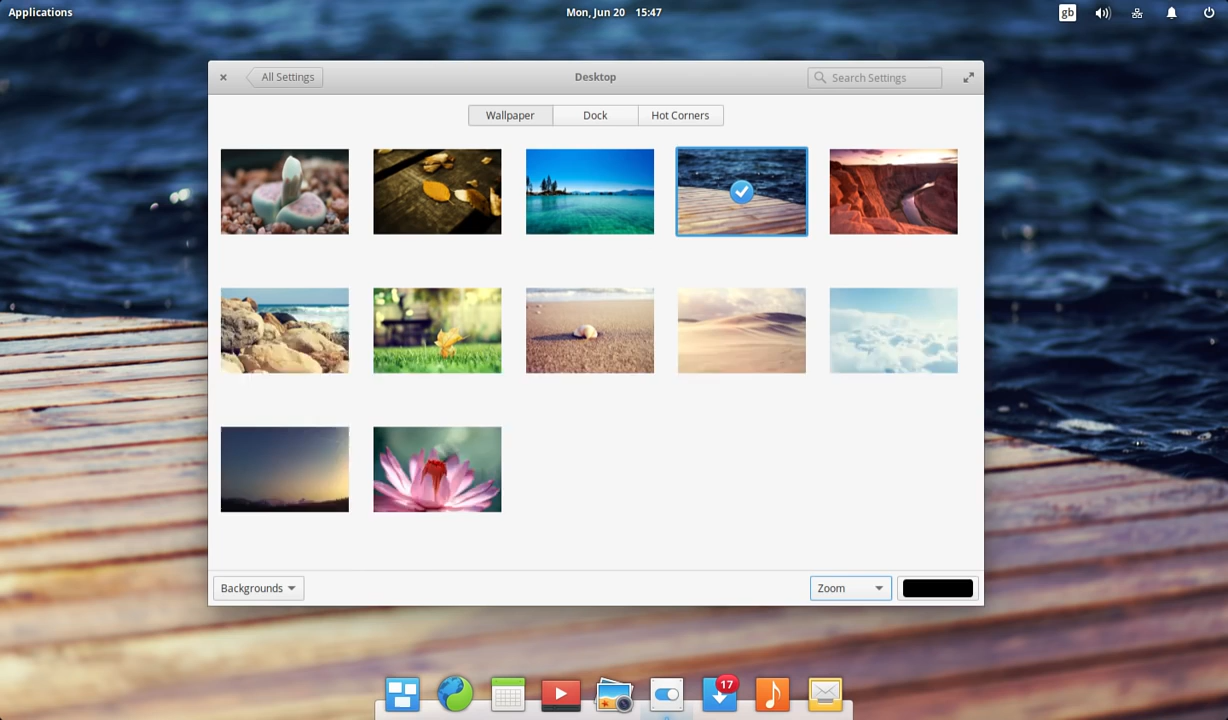 Applications
Mon, Jun 20 15:47
gb
All Settings
Desktop
Search Settings
Wallpaper
Dock
Hot Corners
Backgrounds
Zoom
17